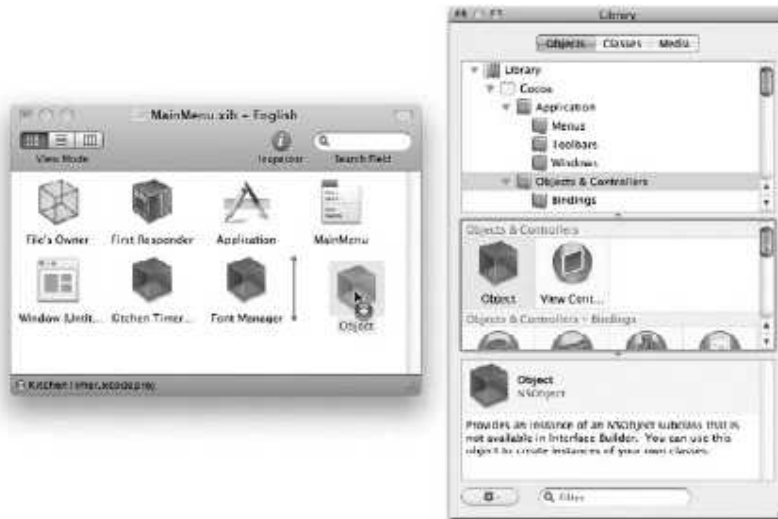 MainMenu.xib – English
View Mode
Inspector
Search Field
File's Owner
First Responder
Application
MainMenu
Window (Untit...
Kitchen Timer...
Font Manager
Object
Kitchen Timer.xcodeproj
Library
Objects Classes Media
Library
Cocoa
Application
Menus
Toolbars
Windows
Objects & Controllers
Bindings
Objects & Controllers
Object
View Cont...
Objects & Controllers – Bindings
Object
NSObject
Provides an instance of an NSObject subclass that is
not available in Interface Builder. You can use this
object to create instances of your own classes.
Filter